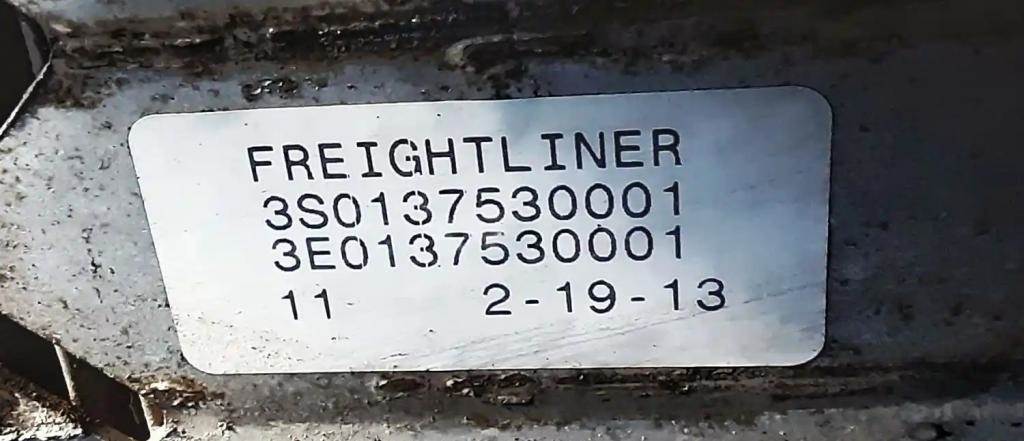 FREIGHTLINER
3S0137530001
3E0137530001
11 2-19-13